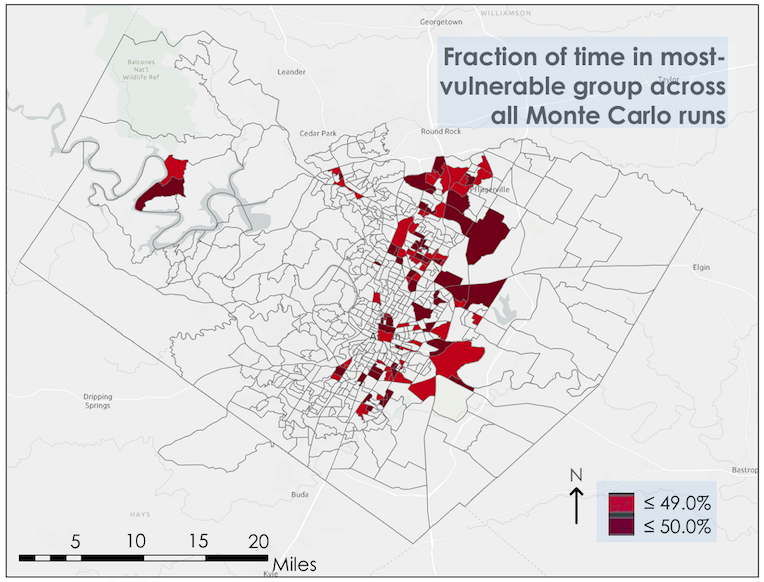 Georgetown
WILLIAMSON
Fraction of time in most-
vulnerable group across
all Monte Carlo runs
Balcones
Nat'l
Wildlife Ref
Leander
Taylor
Cedar Park
Round Rock
Pflugerville
Elgin
Austin
Dripping
Springs
Bastrop
Buda
HAYS
N
≤ 49.0%
≤ 50.0%
5 10 15 20
Miles
Kyle